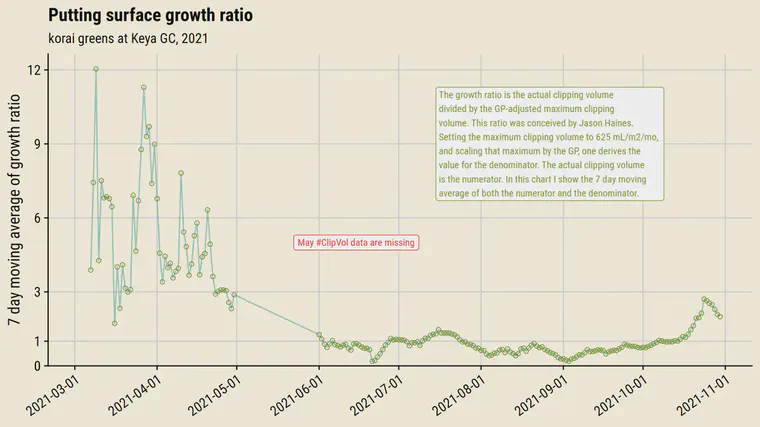 Putting surface growth ratio
korai greens at Keya GC, 2021
7 day moving average of growth ratio
12
9
6
3
1
0
The growth ratio is the actual clipping volume
divided by the GP-adjusted maximum clipping
volume. This ratio was conceived by Jason Haines.
Setting the maximum clipping volume to 625 mL/m2/mo,
and scaling that maximum by the GP, one derives the
value for the denominator. The actual clipping volume
is the numerator. In this chart I show the 7 day moving
average of both the numerator and the denominator.
May #ClipVol data are missing
2021-03-01
2021-04-01
2021-05-01
2021-06-01
2021-07-01
2021-08-01
2021-09-01
2021-10-01
2021-11-01